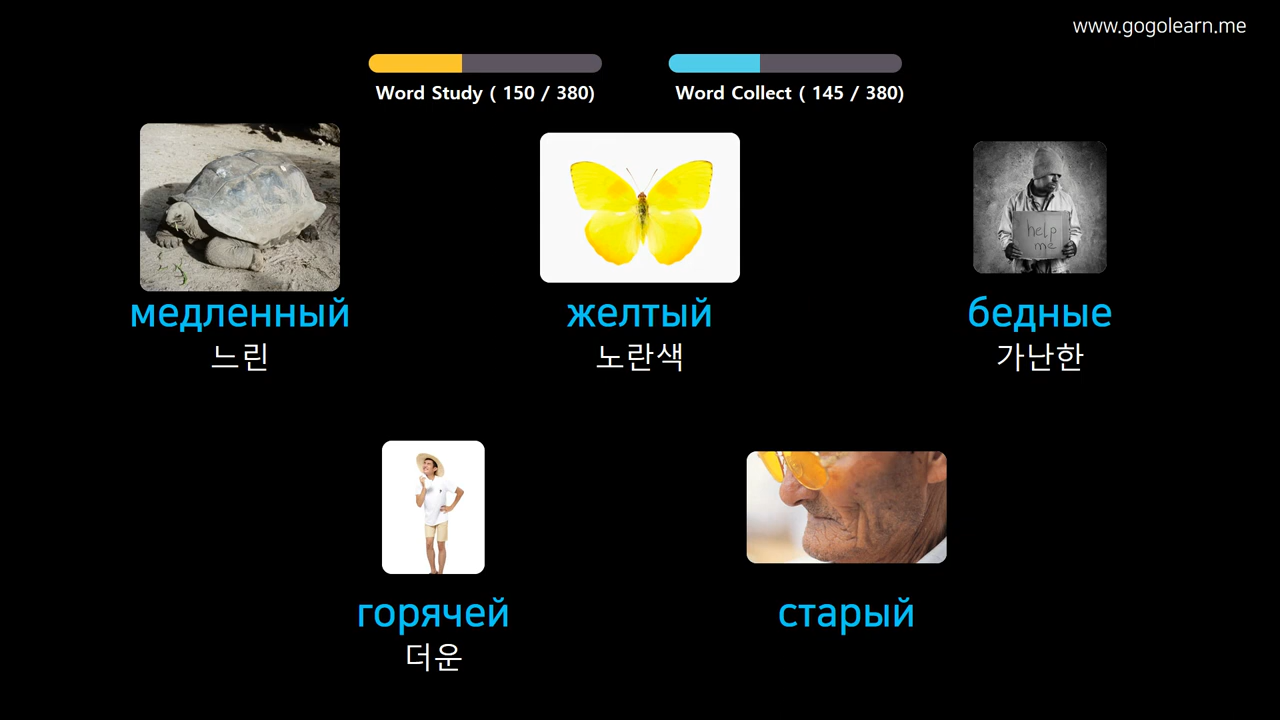 www.gogolearn.me
Word Study ( 150 / 380)
Word Collect ( 145 / 380)
help
me
медленный
느린
желтый
노란색
бедные
가난한
горячей
더운
старый